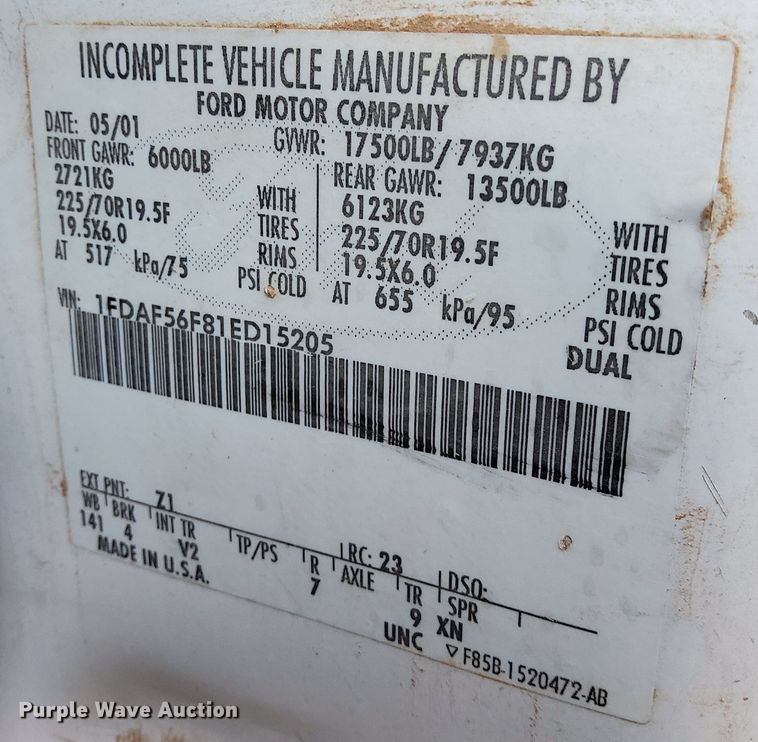 INCOMPLETE VEHICLE MANUFACTURED BY
FORD MOTOR COMPANY
DATE: 05/01 GVWR: 17500LB/7937KG
FRONT GAWR: 6000LB
2721KG WITH
225/70R19.5F TIRES
19.5X6.0 RIMS
AT 517 kPa/75 PSI COLD
REAR GAWR: 13500LB
6123KG WITH
225/70R19.5F TIRES
19.5X6.0 RIMS
AT 655 kPa/95 PSI COLD
DUAL
VIN: 1FDAF56F81ED15205
EXT PNT: Z1 RC: 23 DSO:
WB BRK INT TR TP/PS R AXLE TR SPR
141 4 V2 7 9 XN
MADE IN U.S.A. UNC
▽ F85B-1520472-AB
Purple Wave Auction